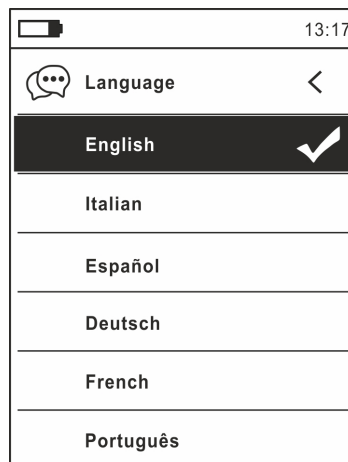 13:17
Language
English
Italian
Español
Deutsch
French
Português